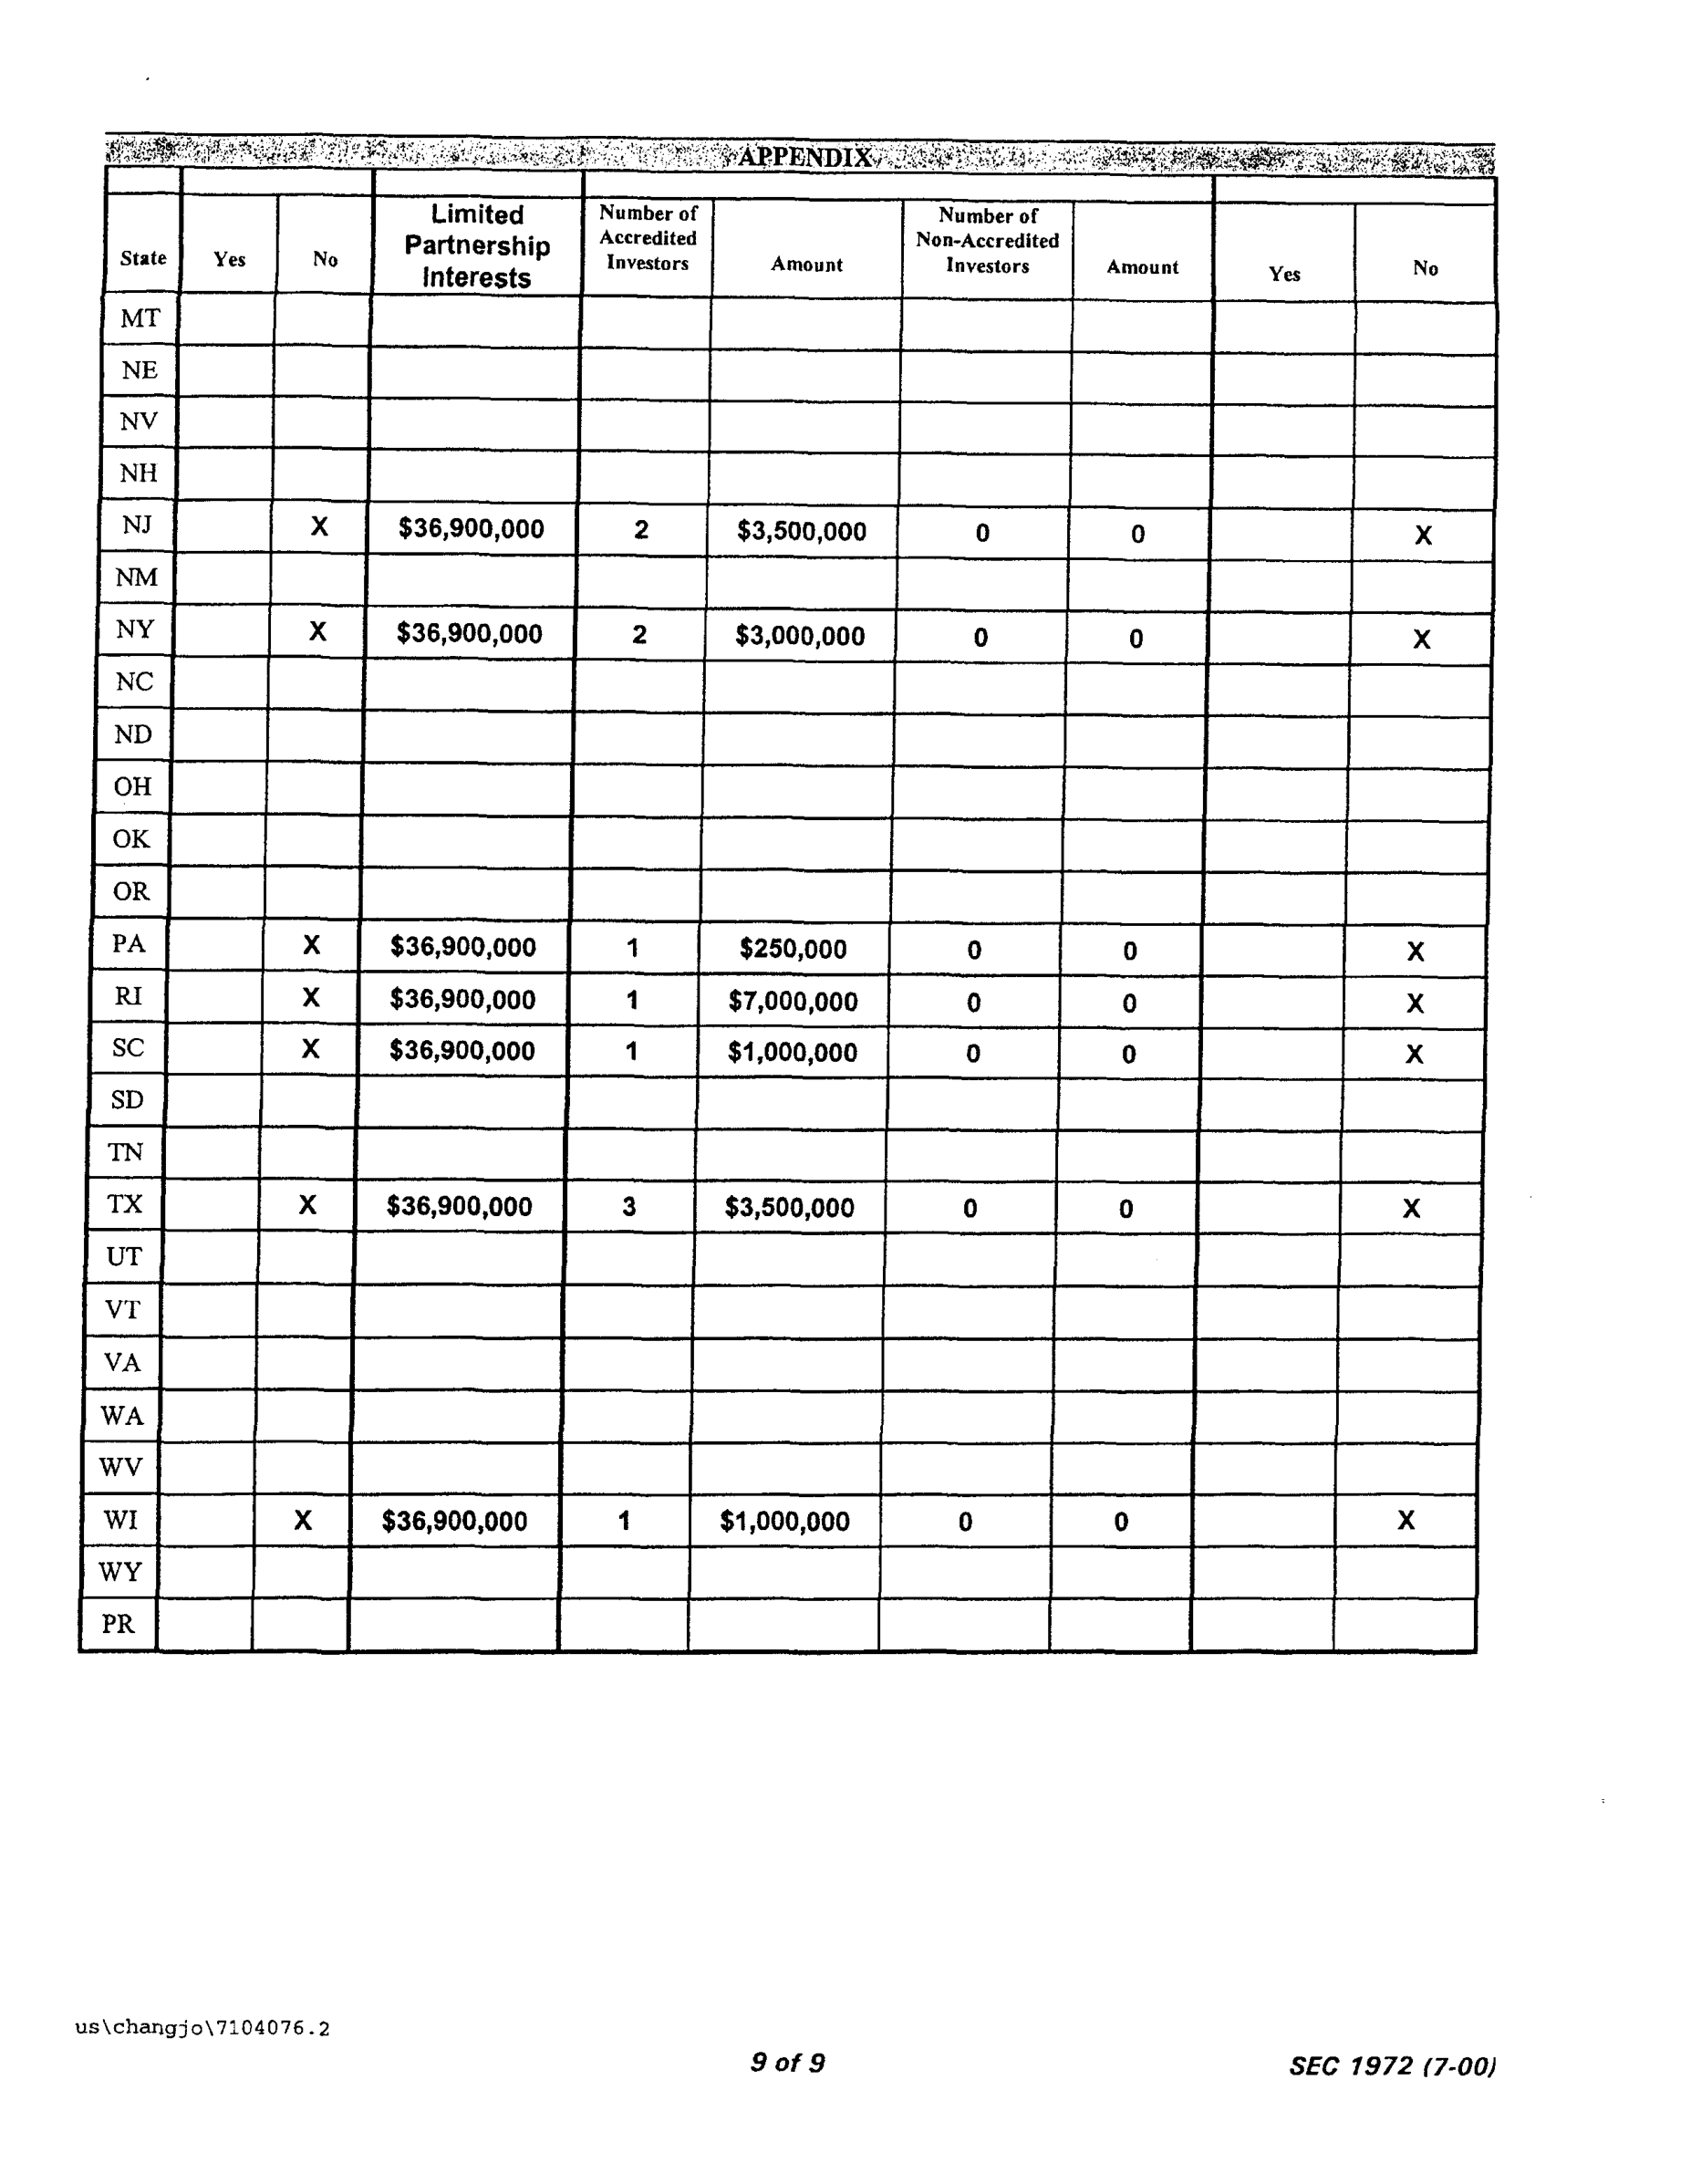 APPENDIX
State Yes No Limited Partnership Interests Number of Accredited Investors Amount Number of Non-Accredited Investors Amount Yes No
MT
NE
NV
NH
NJ X $36,900,000 2 $3,500,000 0 0 X
NM
NY X $36,900,000 2 $3,000,000 0 0 X
NC
ND
OH
OK
OR
PA X $36,900,000 1 $250,000 0 0 X
RI X $36,900,000 1 $7,000,000 0 0 X
SC X $36,900,000 1 $1,000,000 0 0 X
SD
TN
TX X $36,900,000 3 $3,500,000 0 0 X
UT
VT
VA
WA
WV
WI X $36,900,000 1 $1,000,000 0 0 X
WY
PR
us\changjo\7104076.2
9 of 9
SEC 1972 (7-00)